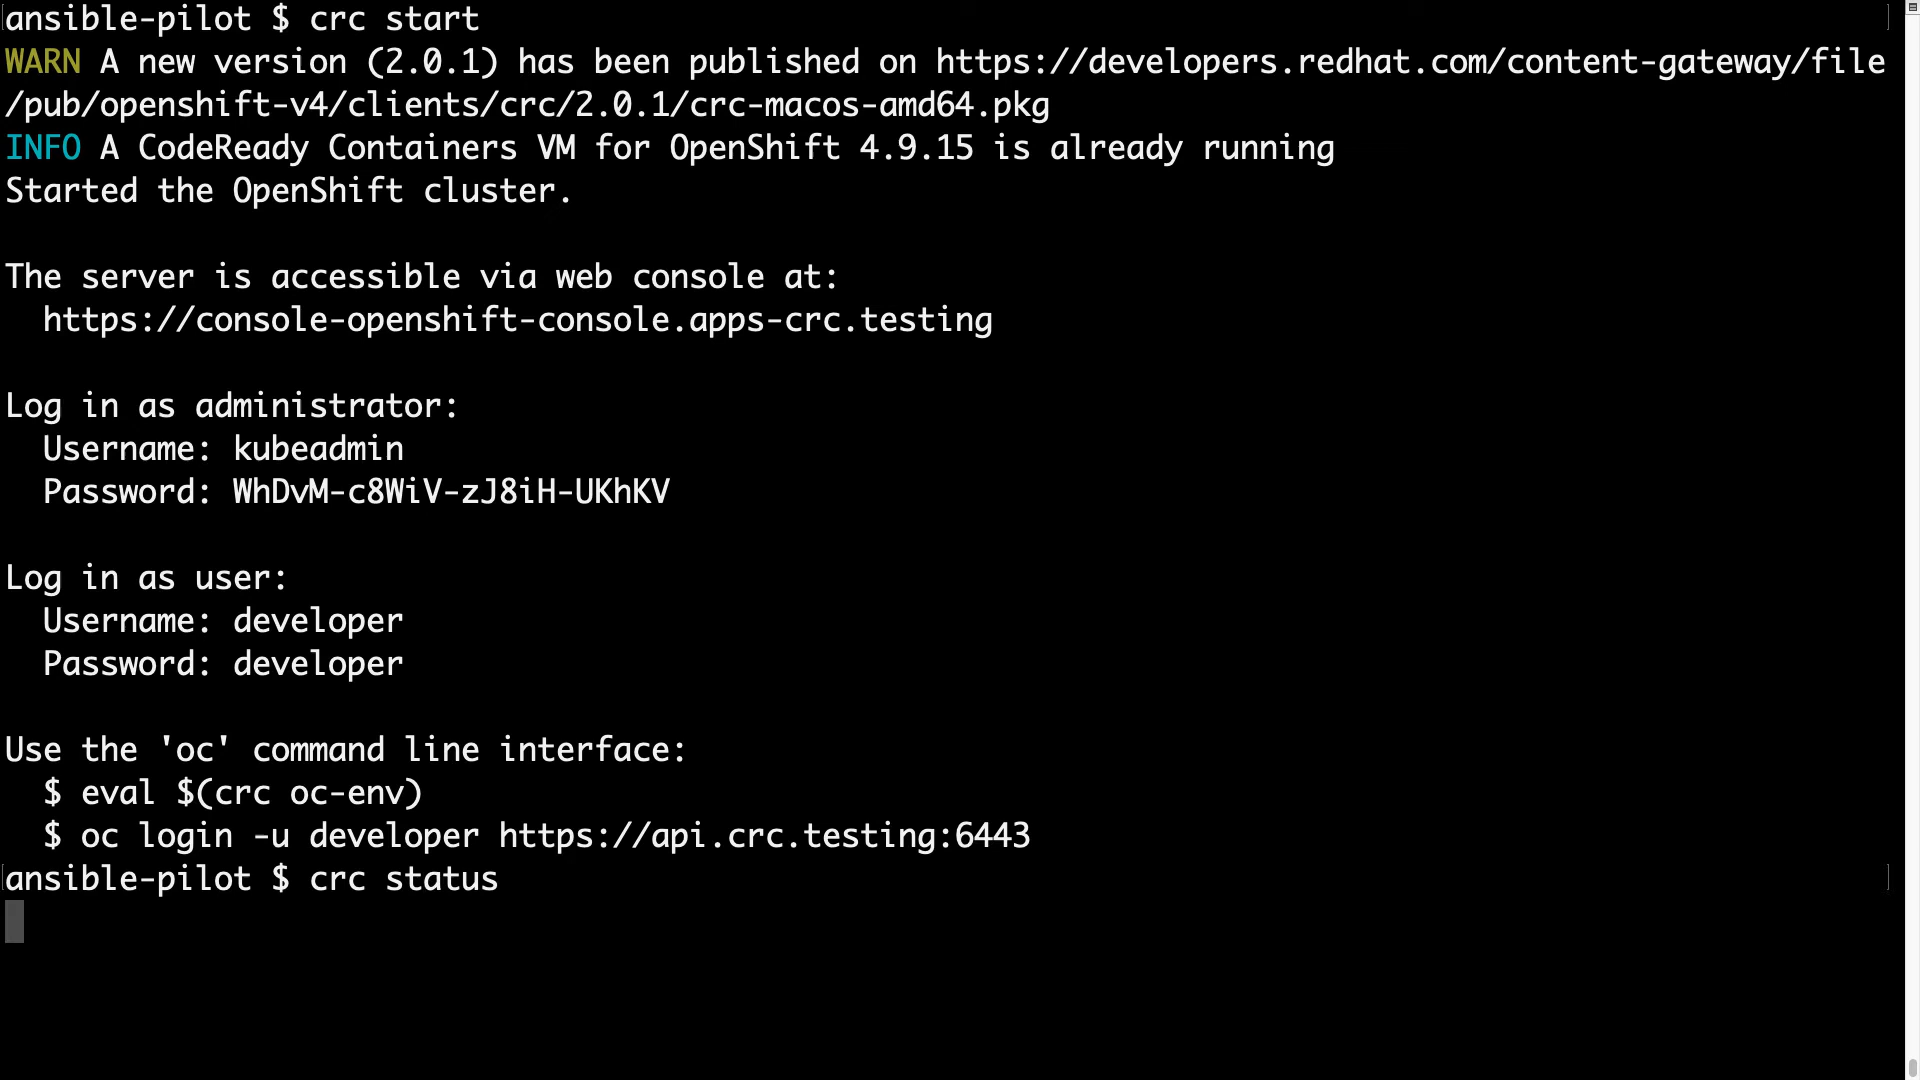 ansible-pilot $ crc start
WARN A new version (2.0.1) has been published on https://developers.redhat.com/content-gateway/file
/pub/openshift-v4/clients/crc/2.0.1/crc-macos-amd64.pkg
INFO A CodeReady Containers VM for OpenShift 4.9.15 is already running
Started the OpenShift cluster.
The server is accessible via web console at:
https://console-openshift-console.apps-crc.testing
Log in as administrator:
Username: kubeadmin
Password: WhDvM-c8WiV-zJ8iH-UKhKV
Log in as user:
Username: developer
Password: developer
Use the 'oc' command line interface:
$ eval $(crc oc-env)
$ oc login -u developer https://api.crc.testing:6443
ansible-pilot $ crc status